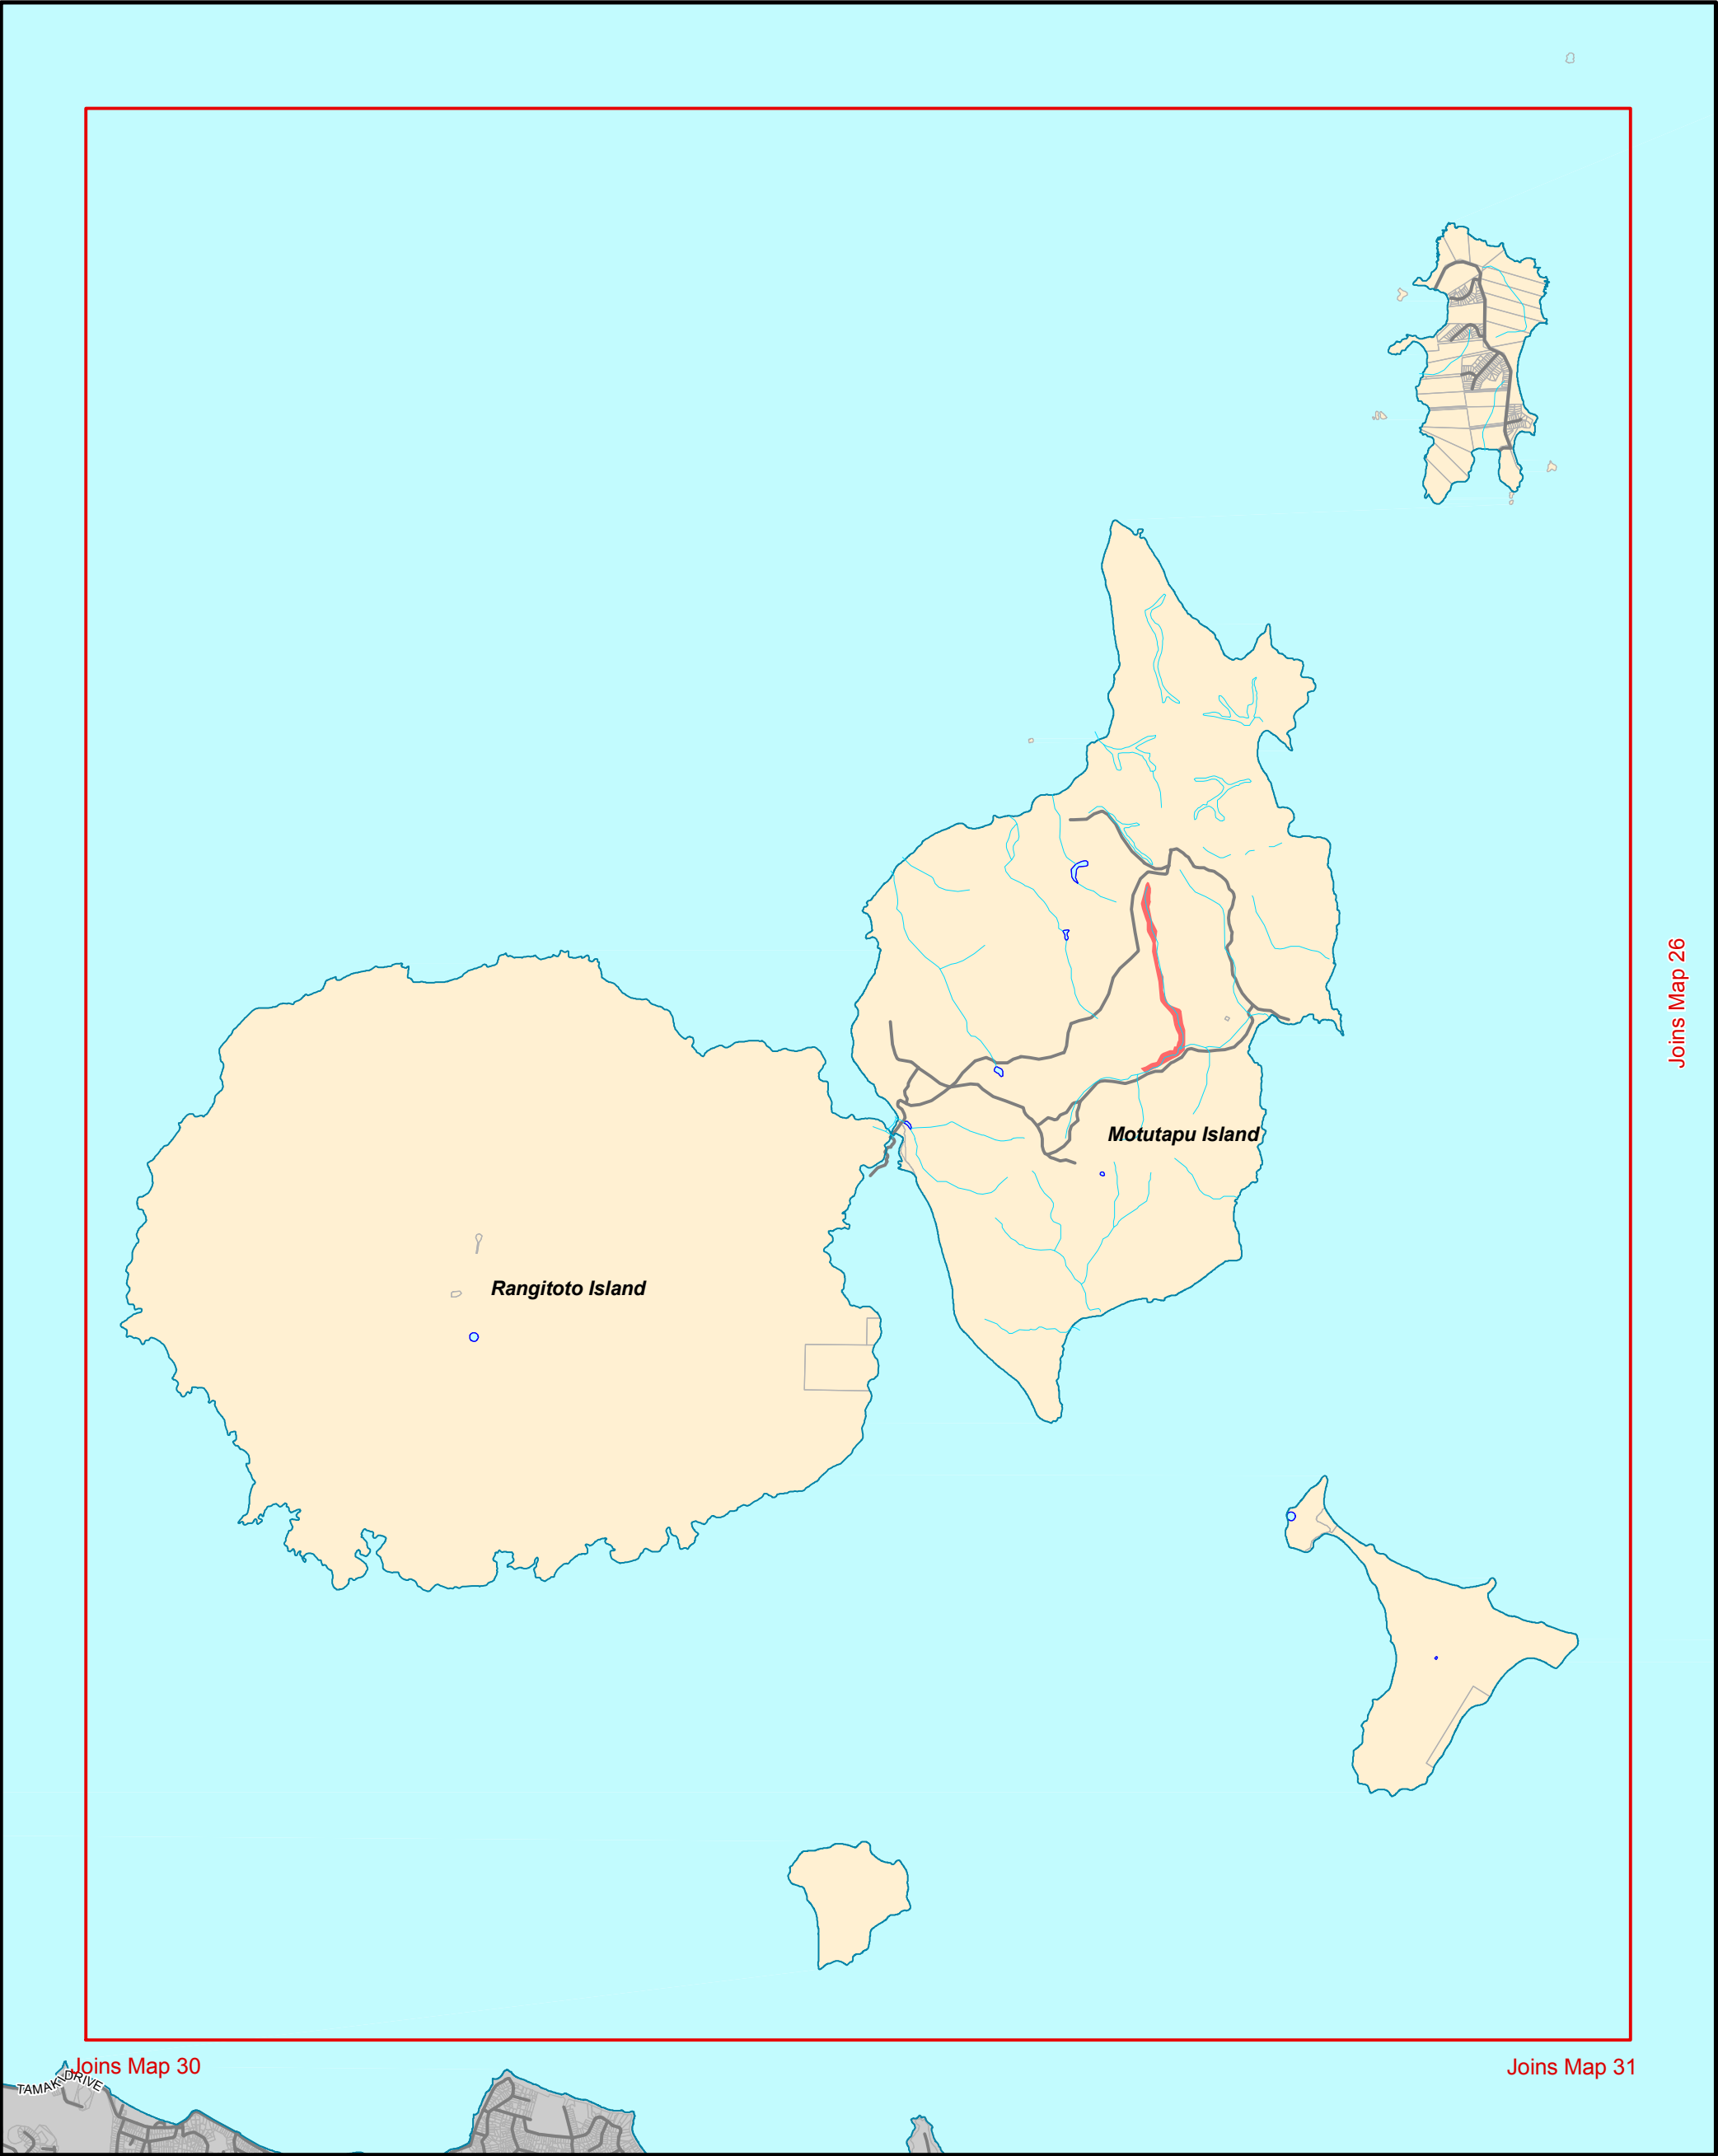 Joins Map 26
Motutapu Island
Rangitoto Island
Joins Map 30
Joins Map 31
TAMAKI DRIVE